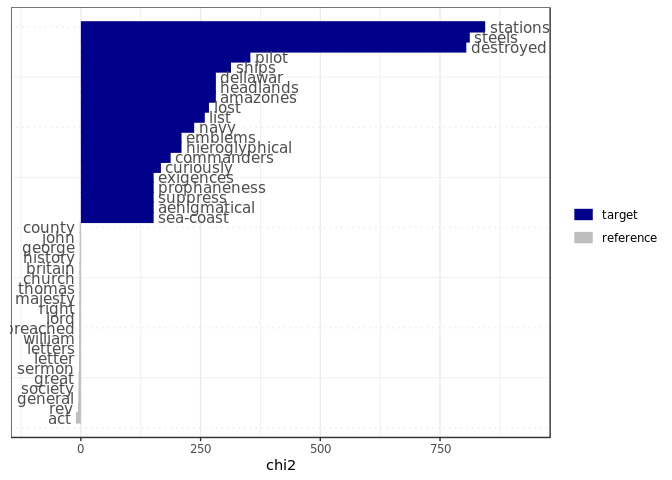 stations
steels
destroyed
pilot
ships
dellawar
headlands
amazones
lost
list
navy
emblems
hieroglyphical
commanders
curiously
exigences
prophaneness
suppress
aenigmatical
sea-coast
county
john
george
history
britain
church
thomas
majesty
right
lord
preached
william
letters
letter
sermon
great
society
general
rev
act
target
reference
0 250 500 750
chi2